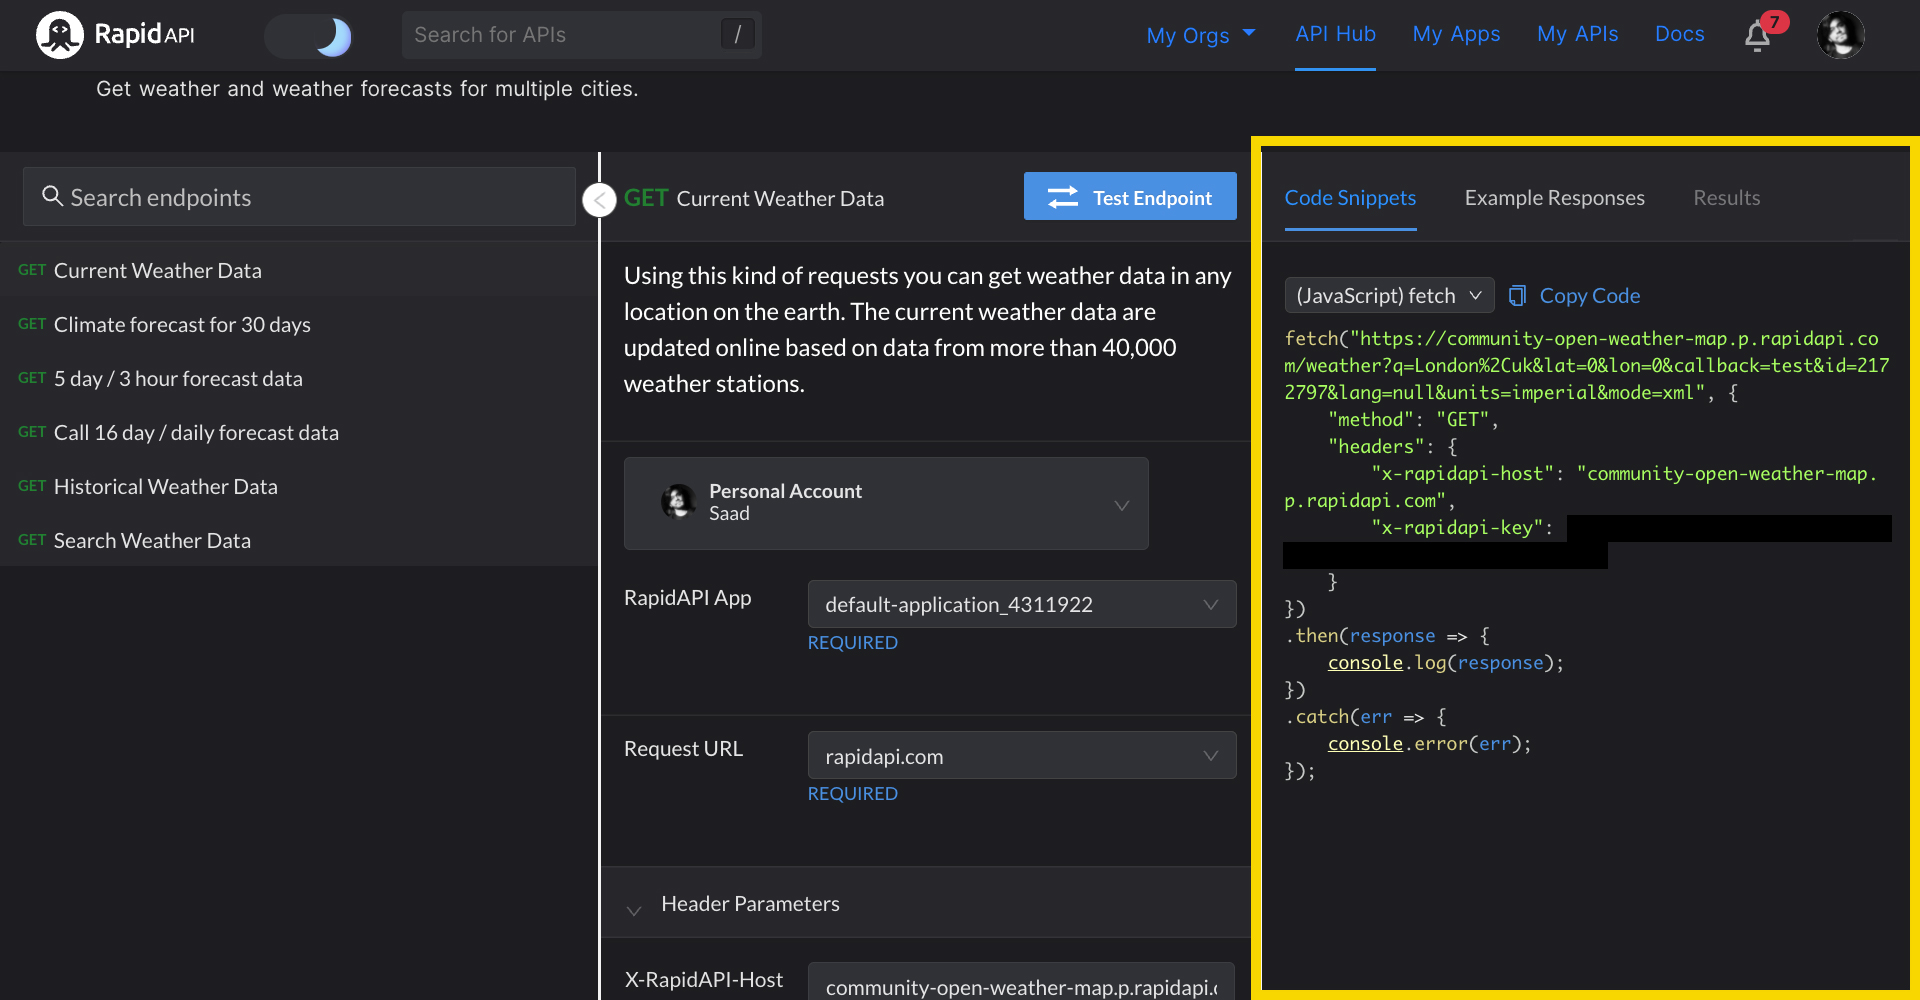 RapidAPI
Search for APIs
/
My Orgs
API Hub
My Apps
My APIs
Docs
7
Get weather and weather forecasts for multiple cities.
Search endpoints
GET Current Weather Data
GET Climate forecast for 30 days
GET 5 day / 3 hour forecast data
GET Call 16 day / daily forecast data
GET Historical Weather Data
GET Search Weather Data
<
GET Current Weather Data
Test Endpoint
Using this kind of requests you can get weather data in any
location on the earth. The current weather data are
updated online based on data from more than 40,000
weather stations.
Personal Account
Saad
RapidAPI App
default-application_4311922
REQUIRED
Request URL
rapidapi.com
REQUIRED
Header Parameters
X-RapidAPI-Host
community-open-weather-map.p.rapidapi.c
Code Snippets
Example Responses
Results
(JavaScript) fetch
Copy Code
fetch("https://community-open-weather-map.p.rapidapi.co
m/weather?q=London%2Cuk&lat=0&lon=0&callback=test&id=217
2797&lang=null&units=imperial&mode=xml", {
    "method": "GET",
    "headers": {
        "x-rapidapi-host": "community-open-weather-map.
p.rapidapi.com",
        "x-rapidapi-key":
    }
})
.then(response => {
    console.log(response);
})
.catch(err => {
    console.error(err);
});